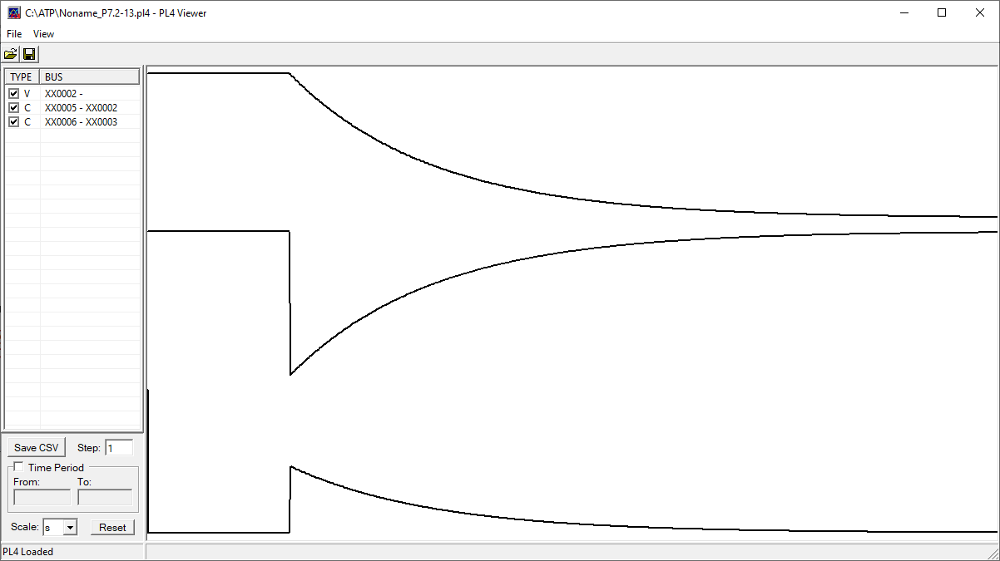 C:\ATP\Noname_P7.2-13.pl4 - PL4 Viewer
File View
TYPE BUS
V XX0002 -
C XX0005 - XX0002
C XX0006 - XX0003
Save CSV Step: 1
Time Period
From: To:
Scale: s Reset
PL4 Loaded